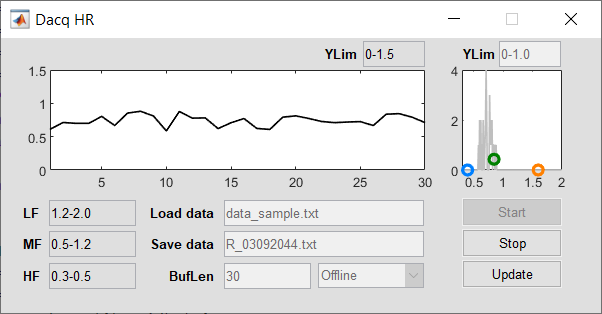 Dacq HR
YLim 0-1.5 YLim 0-1.0
1.5
1
0.5
0
5 10 15 20 25 30
4
2
0
0.5 1 1.5 2
LF 1.2-2.0 Load data data_sample.txt Start
MF 0.5-1.2 Save data R_03092044.txt Stop
HF 0.3-0.5 BufLen 30 Offline Update